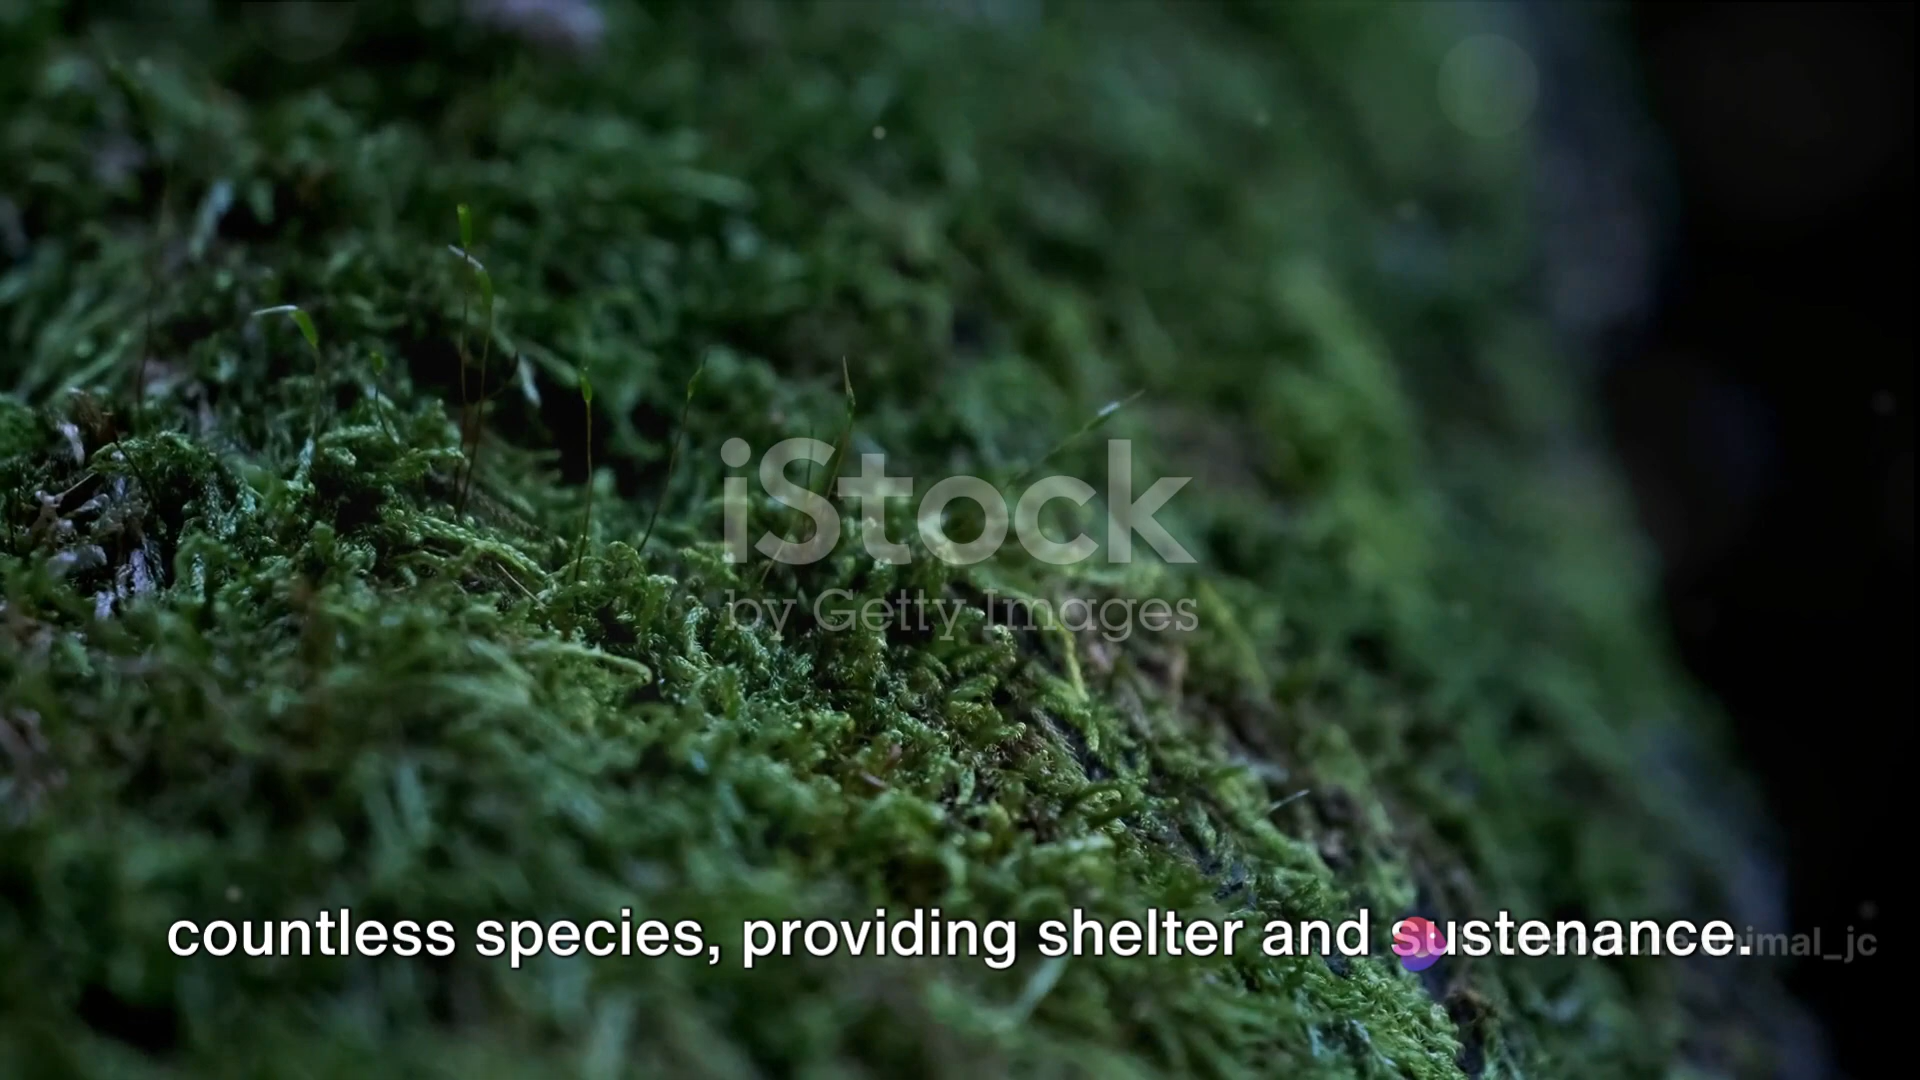 iStock
by Getty Images
countless species, providing shelter and sustenance.